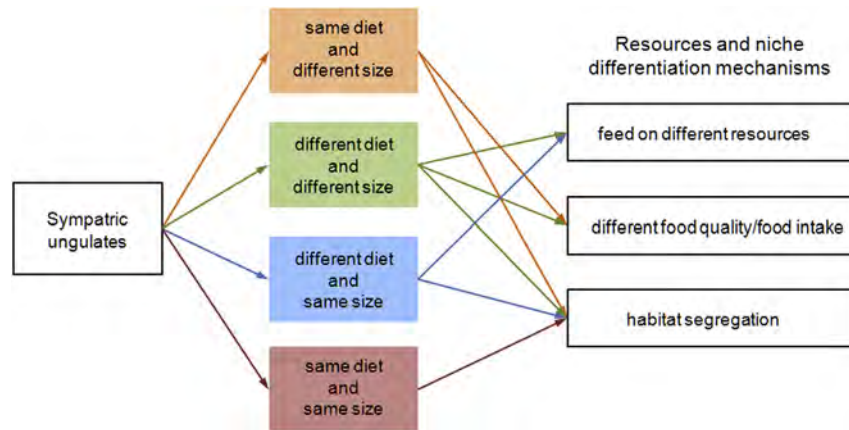 Sympatric
ungulates
same diet
and
different size
different diet
and
different size
different diet
and
same size
same diet
and
same size
Resources and niche
differentiation mechanisms
feed on different resources
different food quality/food intake
habitat segregation